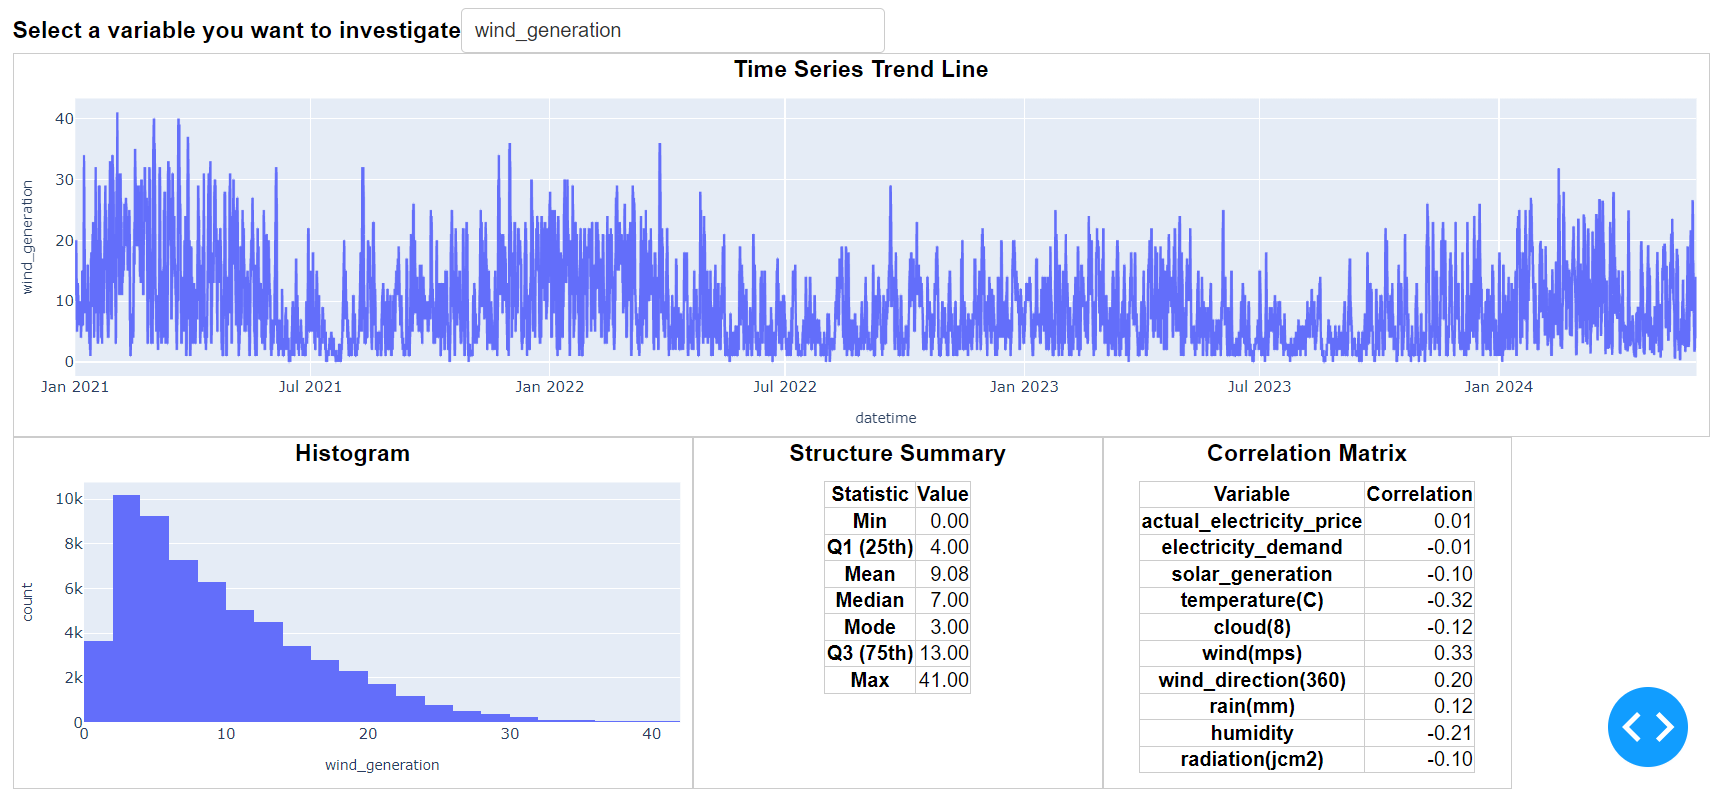 Select a variable you want to investigate wind_generation
Time Series Trend Line
wind_generation
40
30
20
10
0
Jan 2021 Jul 2021 Jan 2022 Jul 2022 Jan 2023 Jul 2023 Jan 2024
datetime
Histogram
count
10k
8k
6k
4k
2k
0
0 10 20 30 40
wind_generation
Structure Summary
Statistic Value
Min 0.00
Q1 (25th) 4.00
Mean 9.08
Median 7.00
Mode 3.00
Q3 (75th) 13.00
Max 41.00
Correlation Matrix
Variable Correlation
actual_electricity_price 0.01
electricity_demand -0.01
solar_generation -0.10
temperature(C) -0.32
cloud(8) -0.12
wind(mps) 0.33
wind_direction(360) 0.20
rain(mm) 0.12
humidity -0.21
radiation(jcm2) -0.10